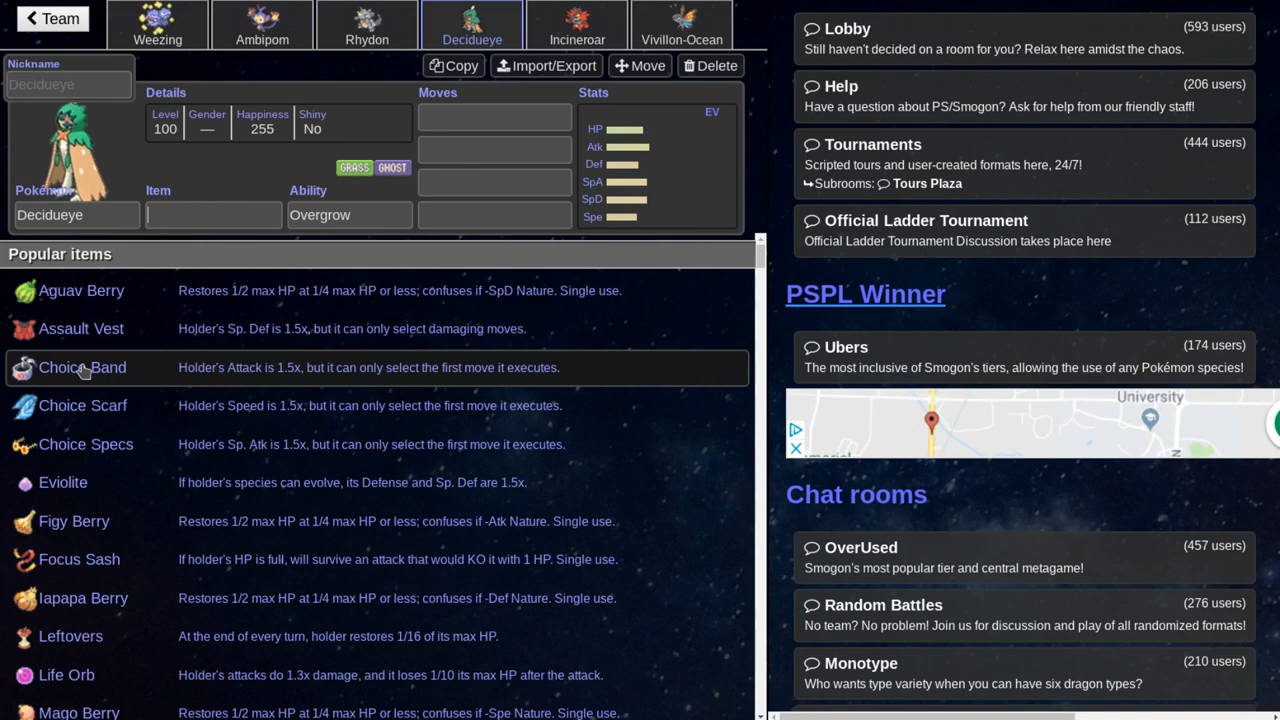 Team
Weezing
Ambipom
Rhydon
Decidueye
Incineroar
Vivillon-Ocean
Copy
Import/Export
Move
Delete
Nickname
Decidueye
Details
Level
100
Gender
—
Happiness
255
Shiny
No
GRASS
GHOST
Pokém
Decidueye
Item
Ability
Overgrow
Moves
Stats
EV
HP
Atk
Def
SpA
SpD
Spe
Popular items
Aguav Berry Restores 1/2 max HP at 1/4 max HP or less; confuses if -SpD Nature. Single use.
Assault Vest Holder's Sp. Def is 1.5x, but it can only select damaging moves.
Choice Band Holder's Attack is 1.5x, but it can only select the first move it executes.
Choice Scarf Holder's Speed is 1.5x, but it can only select the first move it executes.
Choice Specs Holder's Sp. Atk is 1.5x, but it can only select the first move it executes.
Eviolite If holder's species can evolve, its Defense and Sp. Def are 1.5x.
Figy Berry Restores 1/2 max HP at 1/4 max HP or less; confuses if -Atk Nature. Single use.
Focus Sash If holder's HP is full, will survive an attack that would KO it with 1 HP. Single use.
Iapapa Berry Restores 1/2 max HP at 1/4 max HP or less; confuses if -Def Nature. Single use.
Leftovers At the end of every turn, holder restores 1/16 of its max HP.
Life Orb Holder's attacks do 1.3x damage, and it loses 1/10 its max HP after the attack.
Mago Berry Restores 1/2 max HP at 1/4 max HP or less; confuses if -Spe Nature. Single use.
Lobby (593 users)
Still haven't decided on a room for you? Relax here amidst the chaos.
Help (206 users)
Have a question about PS/Smogon? Ask for help from our friendly staff!
Tournaments (444 users)
Scripted tours and user-created formats here, 24/7!
↳Subrooms: Tours Plaza
Official Ladder Tournament (112 users)
Official Ladder Tournament Discussion takes place here
PSPL Winner
Ubers (174 users)
The most inclusive of Smogon's tiers, allowing the use of any Pokémon species!
University
Chat rooms
OverUsed (457 users)
Smogon's most popular tier and central metagame!
Random Battles (276 users)
No team? No problem! Join us for discussion and play of all randomized formats!
Monotype (210 users)
Who wants type variety when you can have six dragon types?